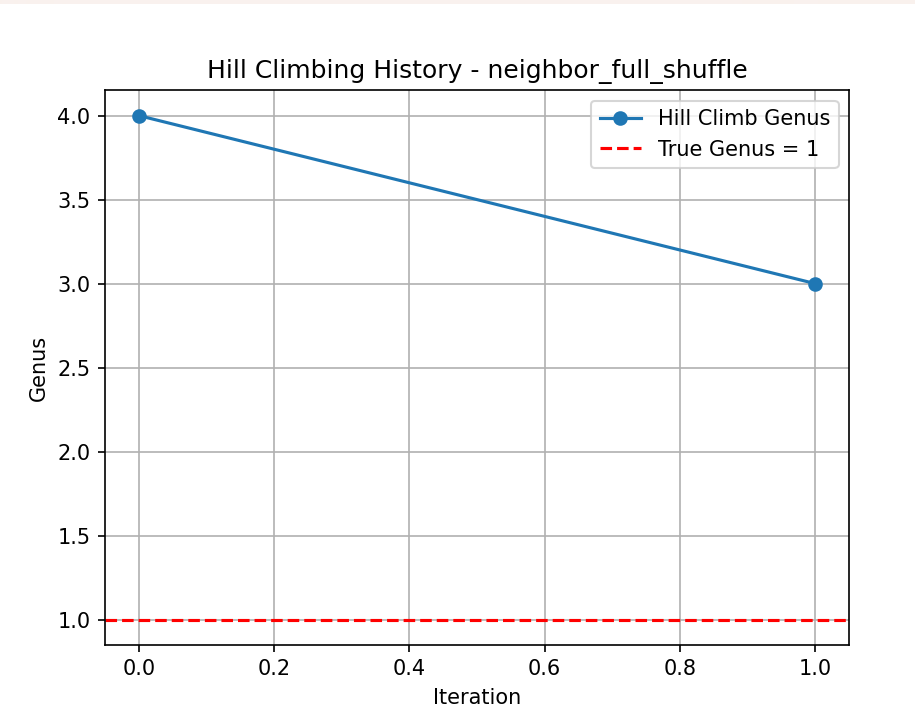 Hill Climbing History - neighbor_full_shuffle
Hill Climb Genus
True Genus = 1
4.0
3.5
3.0
2.5
2.0
1.5
1.0
Genus
0.0 0.2 0.4 0.6 0.8 1.0
Iteration